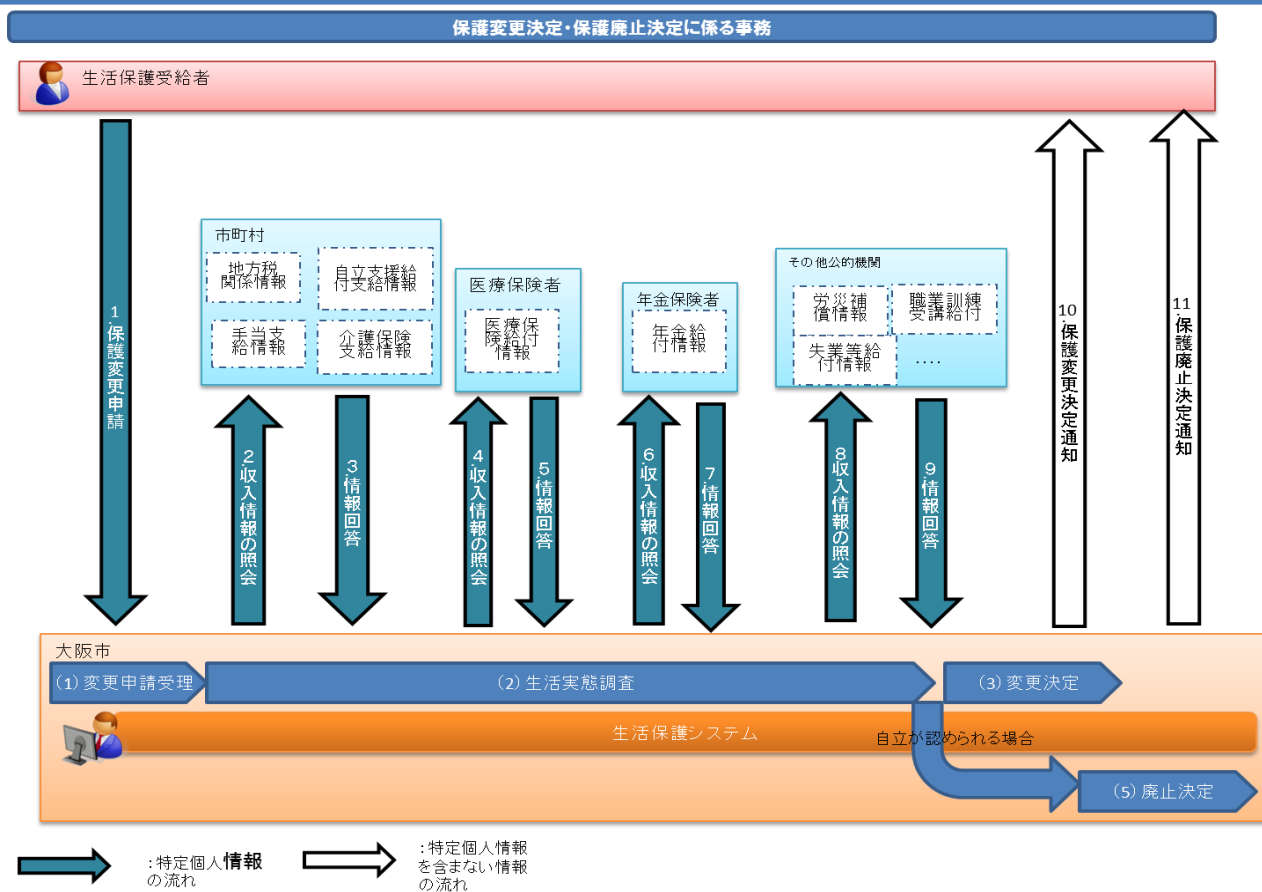 保護変更決定・保護廃止決定に係る事務
生活保護受給者
1.保護変更申請
市町村
地方税
関係情報
自立支援給
付支給情報
手当支
給情報
介護保険
支給情報
医療保険者
医療保
険給付
情報
年金保険者
年金給
付情報
その他公的機関
労災補
償情報
職業訓練
受講給付
失業等給
付情報
‥‥
2.収入情報の照会
3.情報回答
4.収入情報の照会
5.情報回答
6.収入情報の照会
7.情報回答
8.収入情報の照会
9.情報回答
10.保護変更決定通知
11.保護廃止決定通知
大阪市
(1) 変更申請受理
(2) 生活実態調査
(3) 変更決定
生活保護システム
自立が認められる場合
(5) 廃止決定
:特定個人情報
の流れ
:特定個人情報
を含まない情報
の流れ